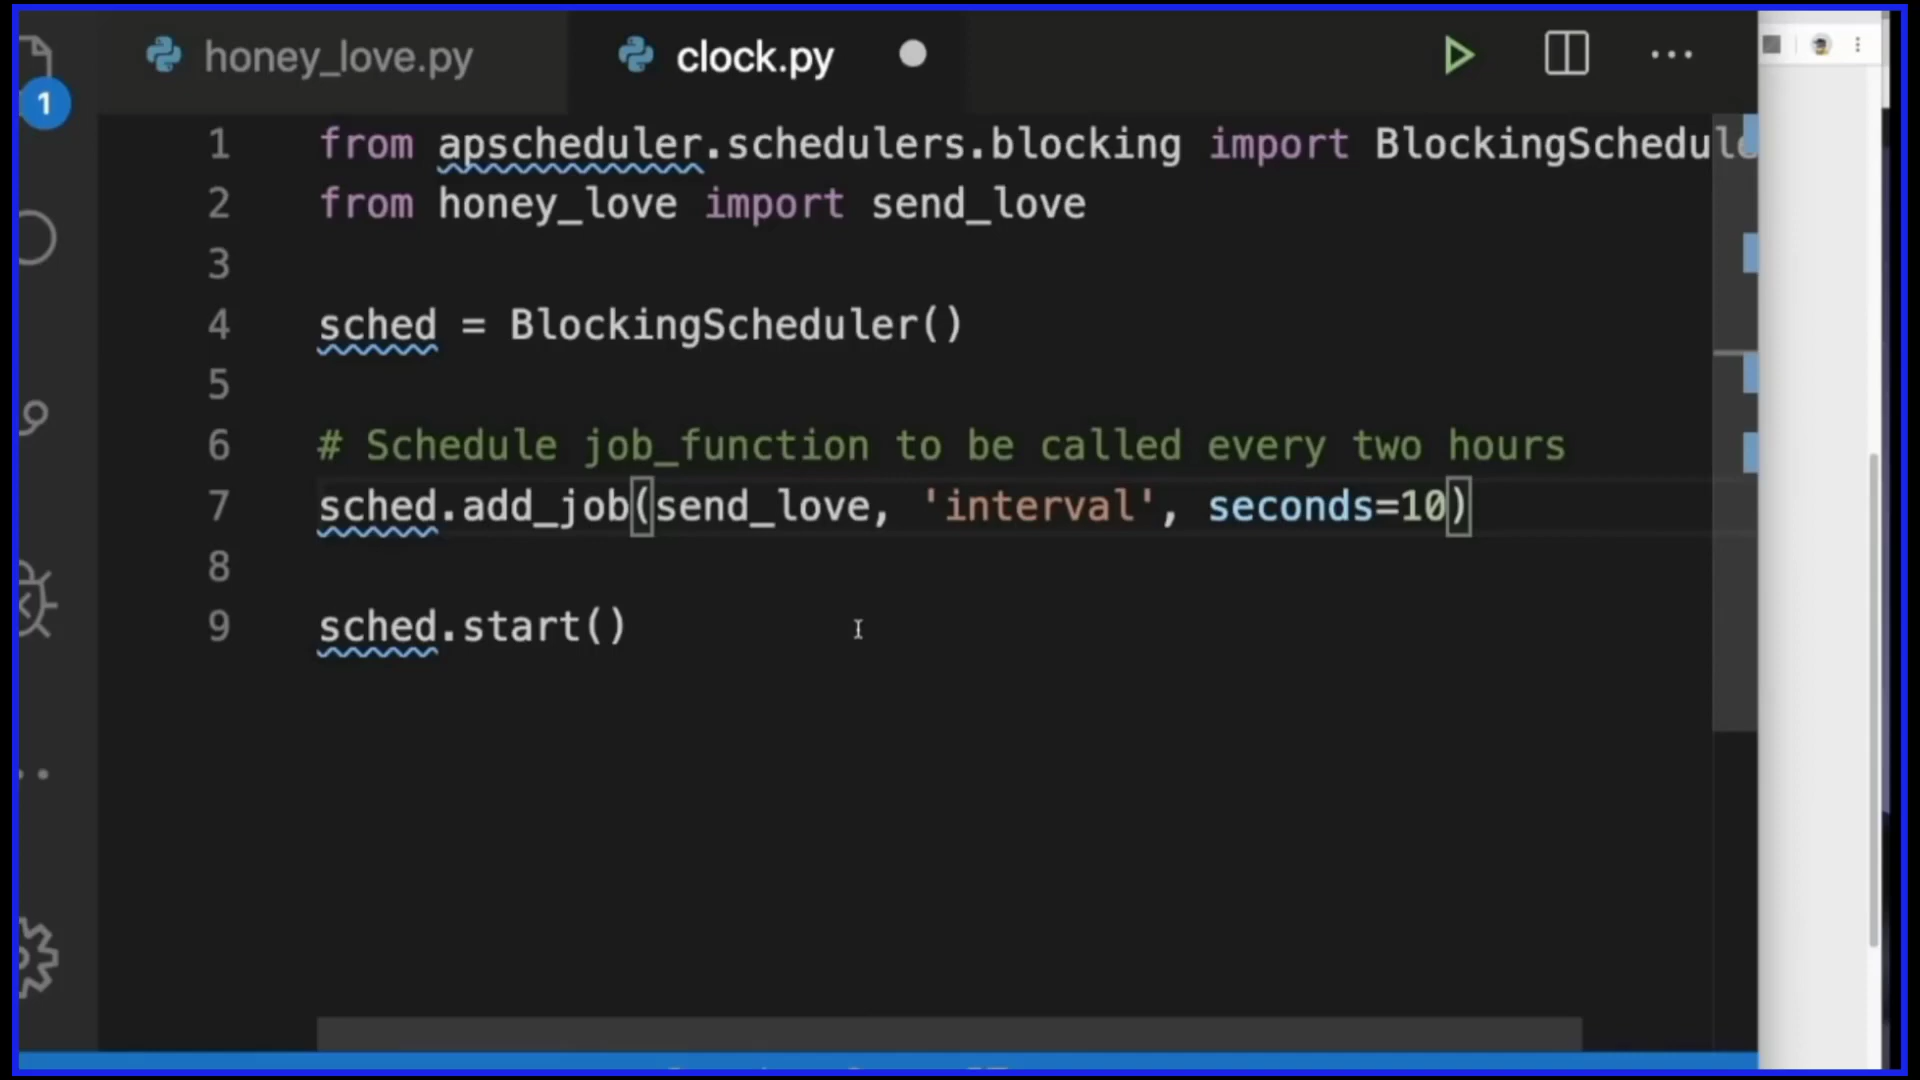 honey_love.py
clock.py
1
1 from apscheduler.schedulers.blocking import BlockingSchedule
2 from honey_love import send_love
3
4 sched = BlockingScheduler()
5
6 # Schedule job_function to be called every two hours
7 sched.add_job(send_love, 'interval', seconds=10)
8
9 sched.start()